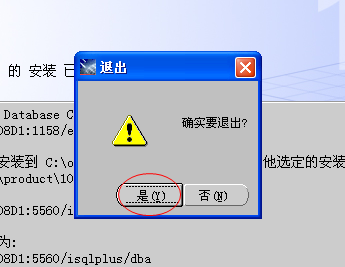 的 安装 已
退出
Database C
08D1:1158/e
确实要退出?
安装到 C:\o
他选定的安装
\product\10
是(Y)
否(N)
08D1:5560/i
为:
08D1:5560/isqlplus/dba